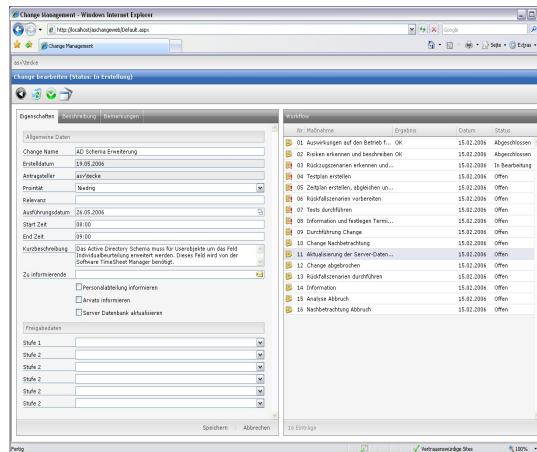 Change Management - Windows Internet Explorer
http://localhost/aschangeweb/Default.aspx
Google
Change Management
Seite
Extras
asv\tecke
Change bearbeiten (Status: In Erstellung)
Eigenschaften Beschreibung Bemerkungen
Allgemeine Daten
Change Name AD Schema Erweiterung
Erstelldatum 19.05.2006
Antragsteller asv\tecke
Priorität Niedrig
Relevanz
Ausführungsdatum 26.05.2006
Start Zeit 08:00
End Zeit 09:00
Kurzbeschreibung Das Active Directory Schema muss für Userobjekte um das Feld
Individualbeurteilung erweitert werden. Dieses Feld wird von der
Software TimeSheet Manager benötigt.
Zu informierende
Personalabteilung informieren
Arvato informieren
Server Datenbank aktualisieren
Freigabedaten
Stufe 1
Stufe 2
Stufe 2
Stufe 2
Stufe 2
Stufe 2
Speichern Abbrechen
Workflow
Nr Maßnahme Ergebnis Datum Status
01 Auswirkungen auf den Betrieb f... OK 15.02.2006 Abgeschlossen
02 Risiken erkennen und beschreiben OK 15.02.2006 Abgeschlossen
03 Rückzugszenarien erkennen und... 15.02.2006 In Bearbeitung
04 Testplan erstellen 15.02.2006 Offen
05 Zeitplan erstellen, abgleichen un... 15.02.2006 Offen
06 Rückfallszenarien vorbereiten 15.02.2006 Offen
07 Tests durchführen 15.02.2006 Offen
08 Information und festlegen Termi... 15.02.2006 Offen
09 Durchführung Change 15.02.2006 Offen
10 Change Nachbetrachtung 15.02.2006 Offen
11 Aktualisierung der Server-Daten... 15.02.2006 Offen
12 Change abgebrochen 15.02.2006 Offen
13 Rückfallszenarien durchführen 15.02.2006 Offen
14 Information 15.02.2006 Offen
15 Analyse Abbruch 15.02.2006 Offen
16 Nachbetrachtung Abbruch 15.02.2006 Offen
16 Einträge
Fertig
Vertrauenswürdige Sites
100%